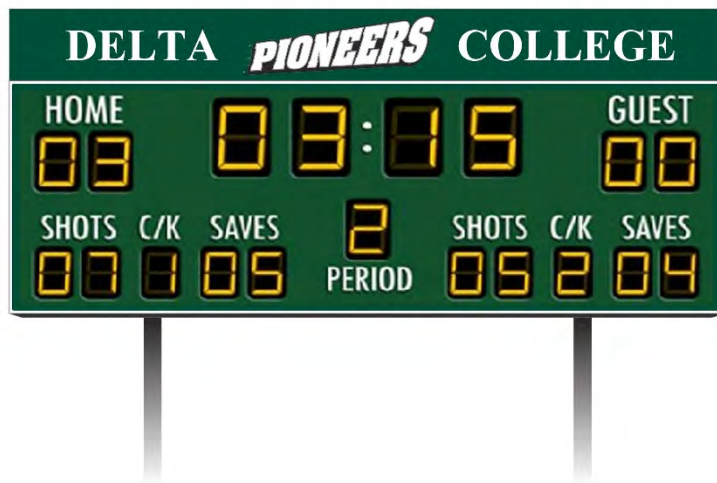 DELTA PIONEERS COLLEGE
HOME 03:15 GUEST
03 00
SHOTS C/K SAVES 2 SHOTS C/K SAVES
07 1 05 PERIOD 05 2 04